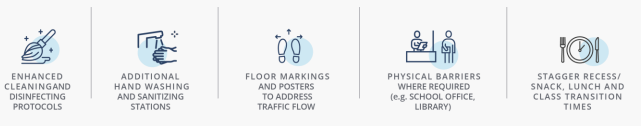 ENHANCED
CLEANINGAND
DISINFECTING
PROTOCOLS
ADDITIONAL
HAND WASHING
AND SANITIZING
STATIONS
FLOOR MARKINGS
AND POSTERS
TO ADDRESS
TRAFFIC FLOW
PHYSICAL BARRIERS
WHERE REQUIRED
(e.g. SCHOOL OFFICE,
LIBRARY)
STAGGER RECESS/
SNACK, LUNCH AND
CLASS TRANSITION
TIMES